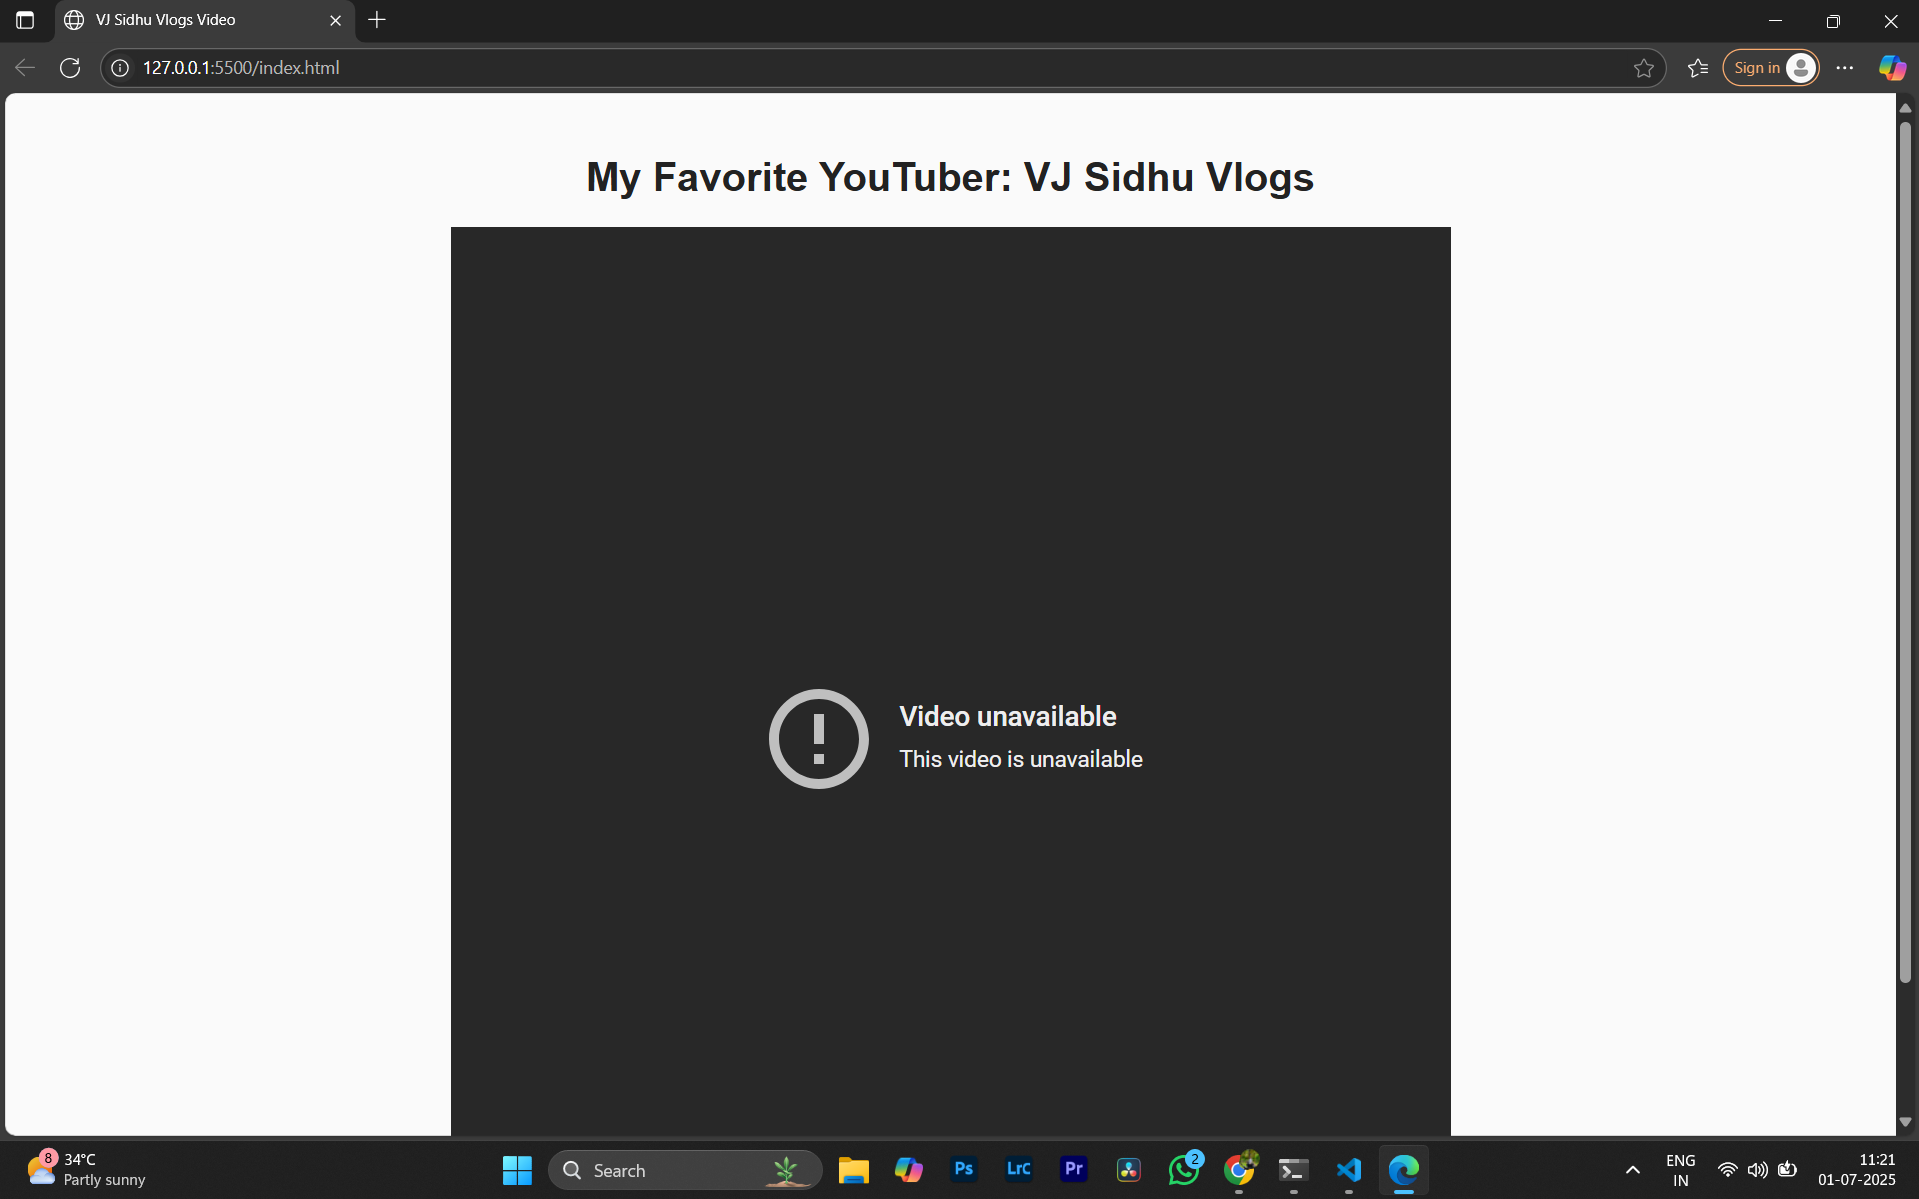 VJ Sidhu Vlogs Video
127.0.0.1:5500/index.html
Sign in
My Favorite YouTuber: VJ Sidhu Vlogs
Video unavailable
This video is unavailable
8
34°C
Partly sunny
Search
Ps
LrC
Pr
2
ENG
IN
11:21
01-07-2025